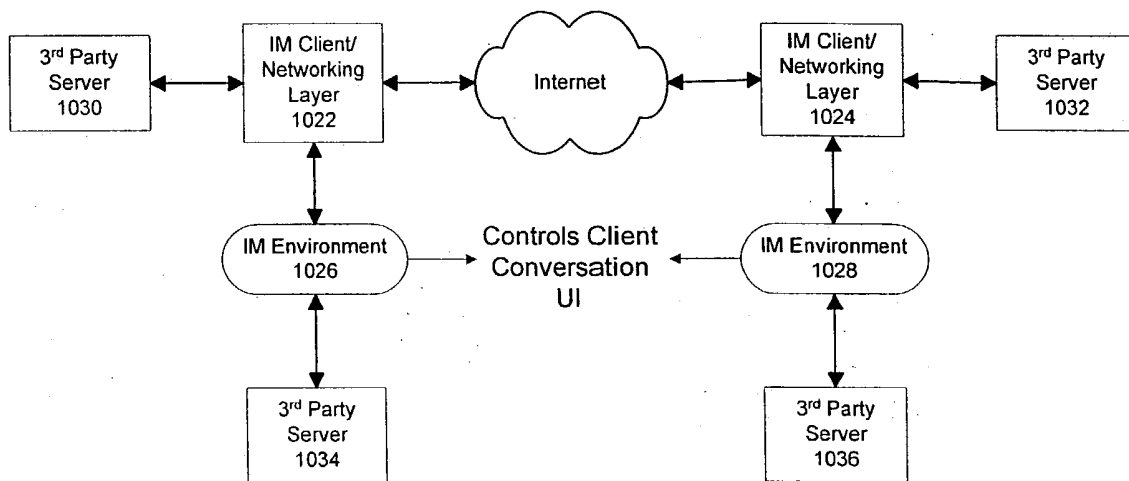 3rd Party
Server
1030
IM Client/
Networking
Layer
1022
Internet
IM Client/
Networking
Layer
1024
3rd Party
Server
1032
IM Environment
1026
Controls Client
Conversation
UI
IM Environment
1028
3rd Party
Server
1034
3rd Party
Server
1036